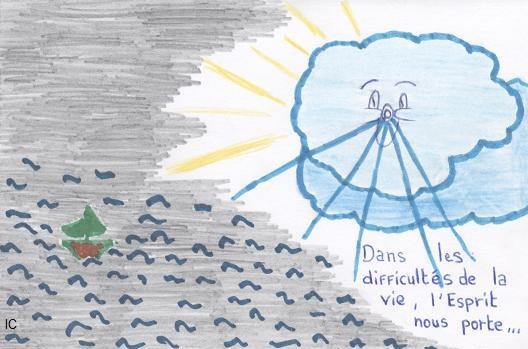 Dans les
difficultés de la
vie, l'Esprit
nous porte...
IC